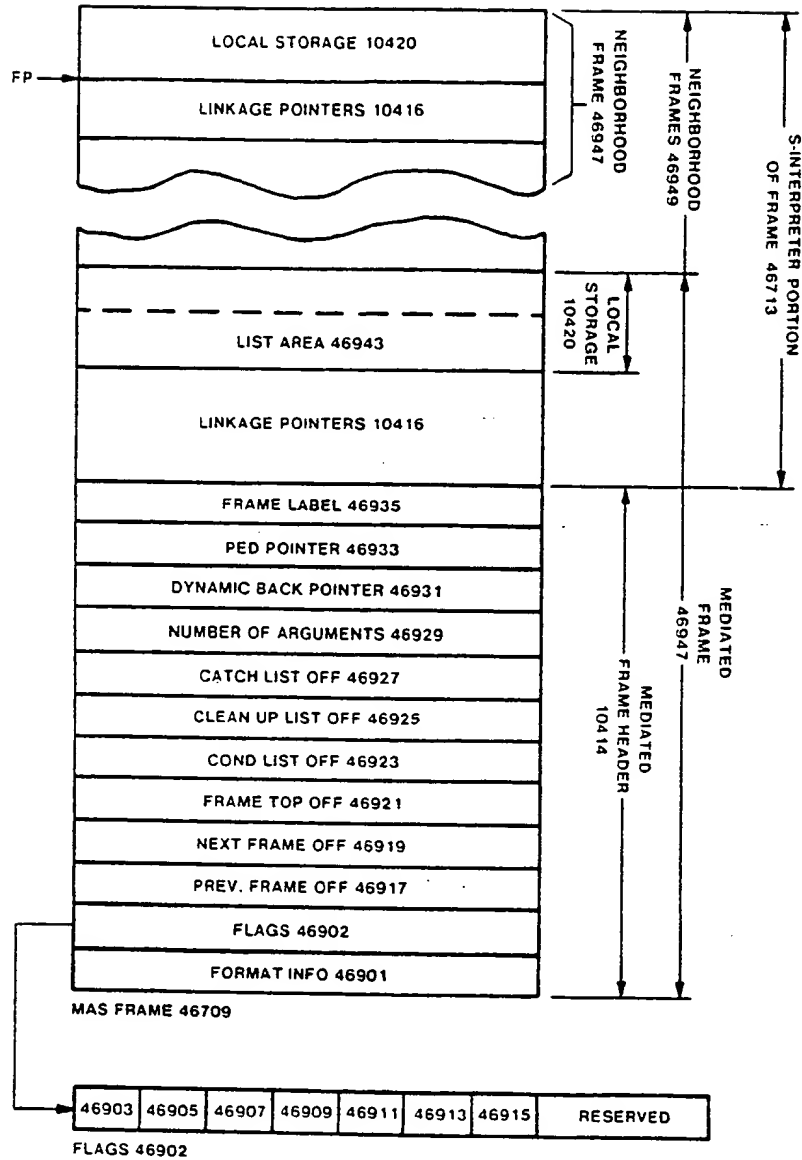 LOCAL STORAGE 10420
FP
LINKAGE POINTERS 10416
NEIGHBORHOOD
FRAME 46947
NEIGHBORHOOD
FRAMES 46949
S-INTERPRETER PORTION
OF FRAME 46713
LIST AREA 46943
LOCAL
STORAGE
10420
LINKAGE POINTERS 10416
FRAME LABEL 46935
PED POINTER 46933
DYNAMIC BACK POINTER 46931
NUMBER OF ARGUMENTS 46929
CATCH LIST OFF 46927
CLEAN UP LIST OFF 46925
COND LIST OFF 46923
FRAME TOP OFF 46921
NEXT FRAME OFF 46919
PREV. FRAME OFF 46917
FLAGS 46902
FORMAT INFO 46901
MEDIATED
FRAME HEADER
10414
MEDIATED
FRAME
46947
MAS FRAME 46709
46903 46905 46907 46909 46911 46913 46915 RESERVED
FLAGS 46902